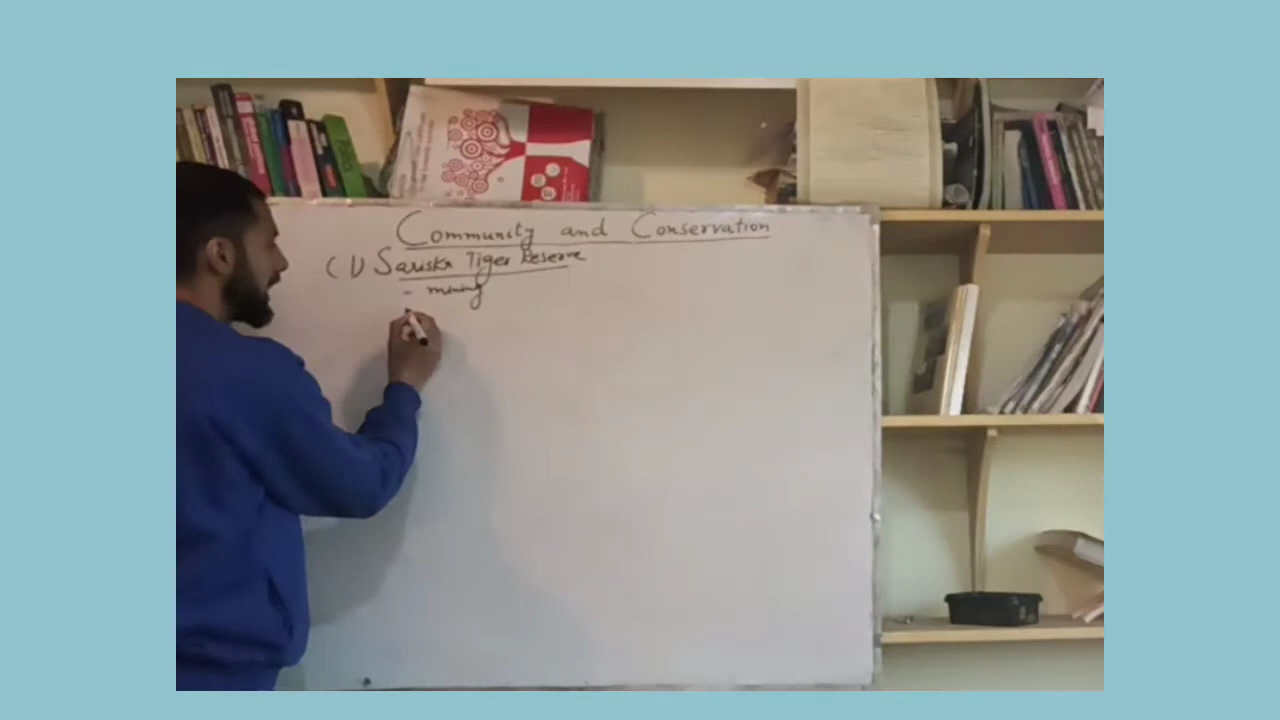 Community and Conservation
(1) Sariska Tiger Reserve
- mining